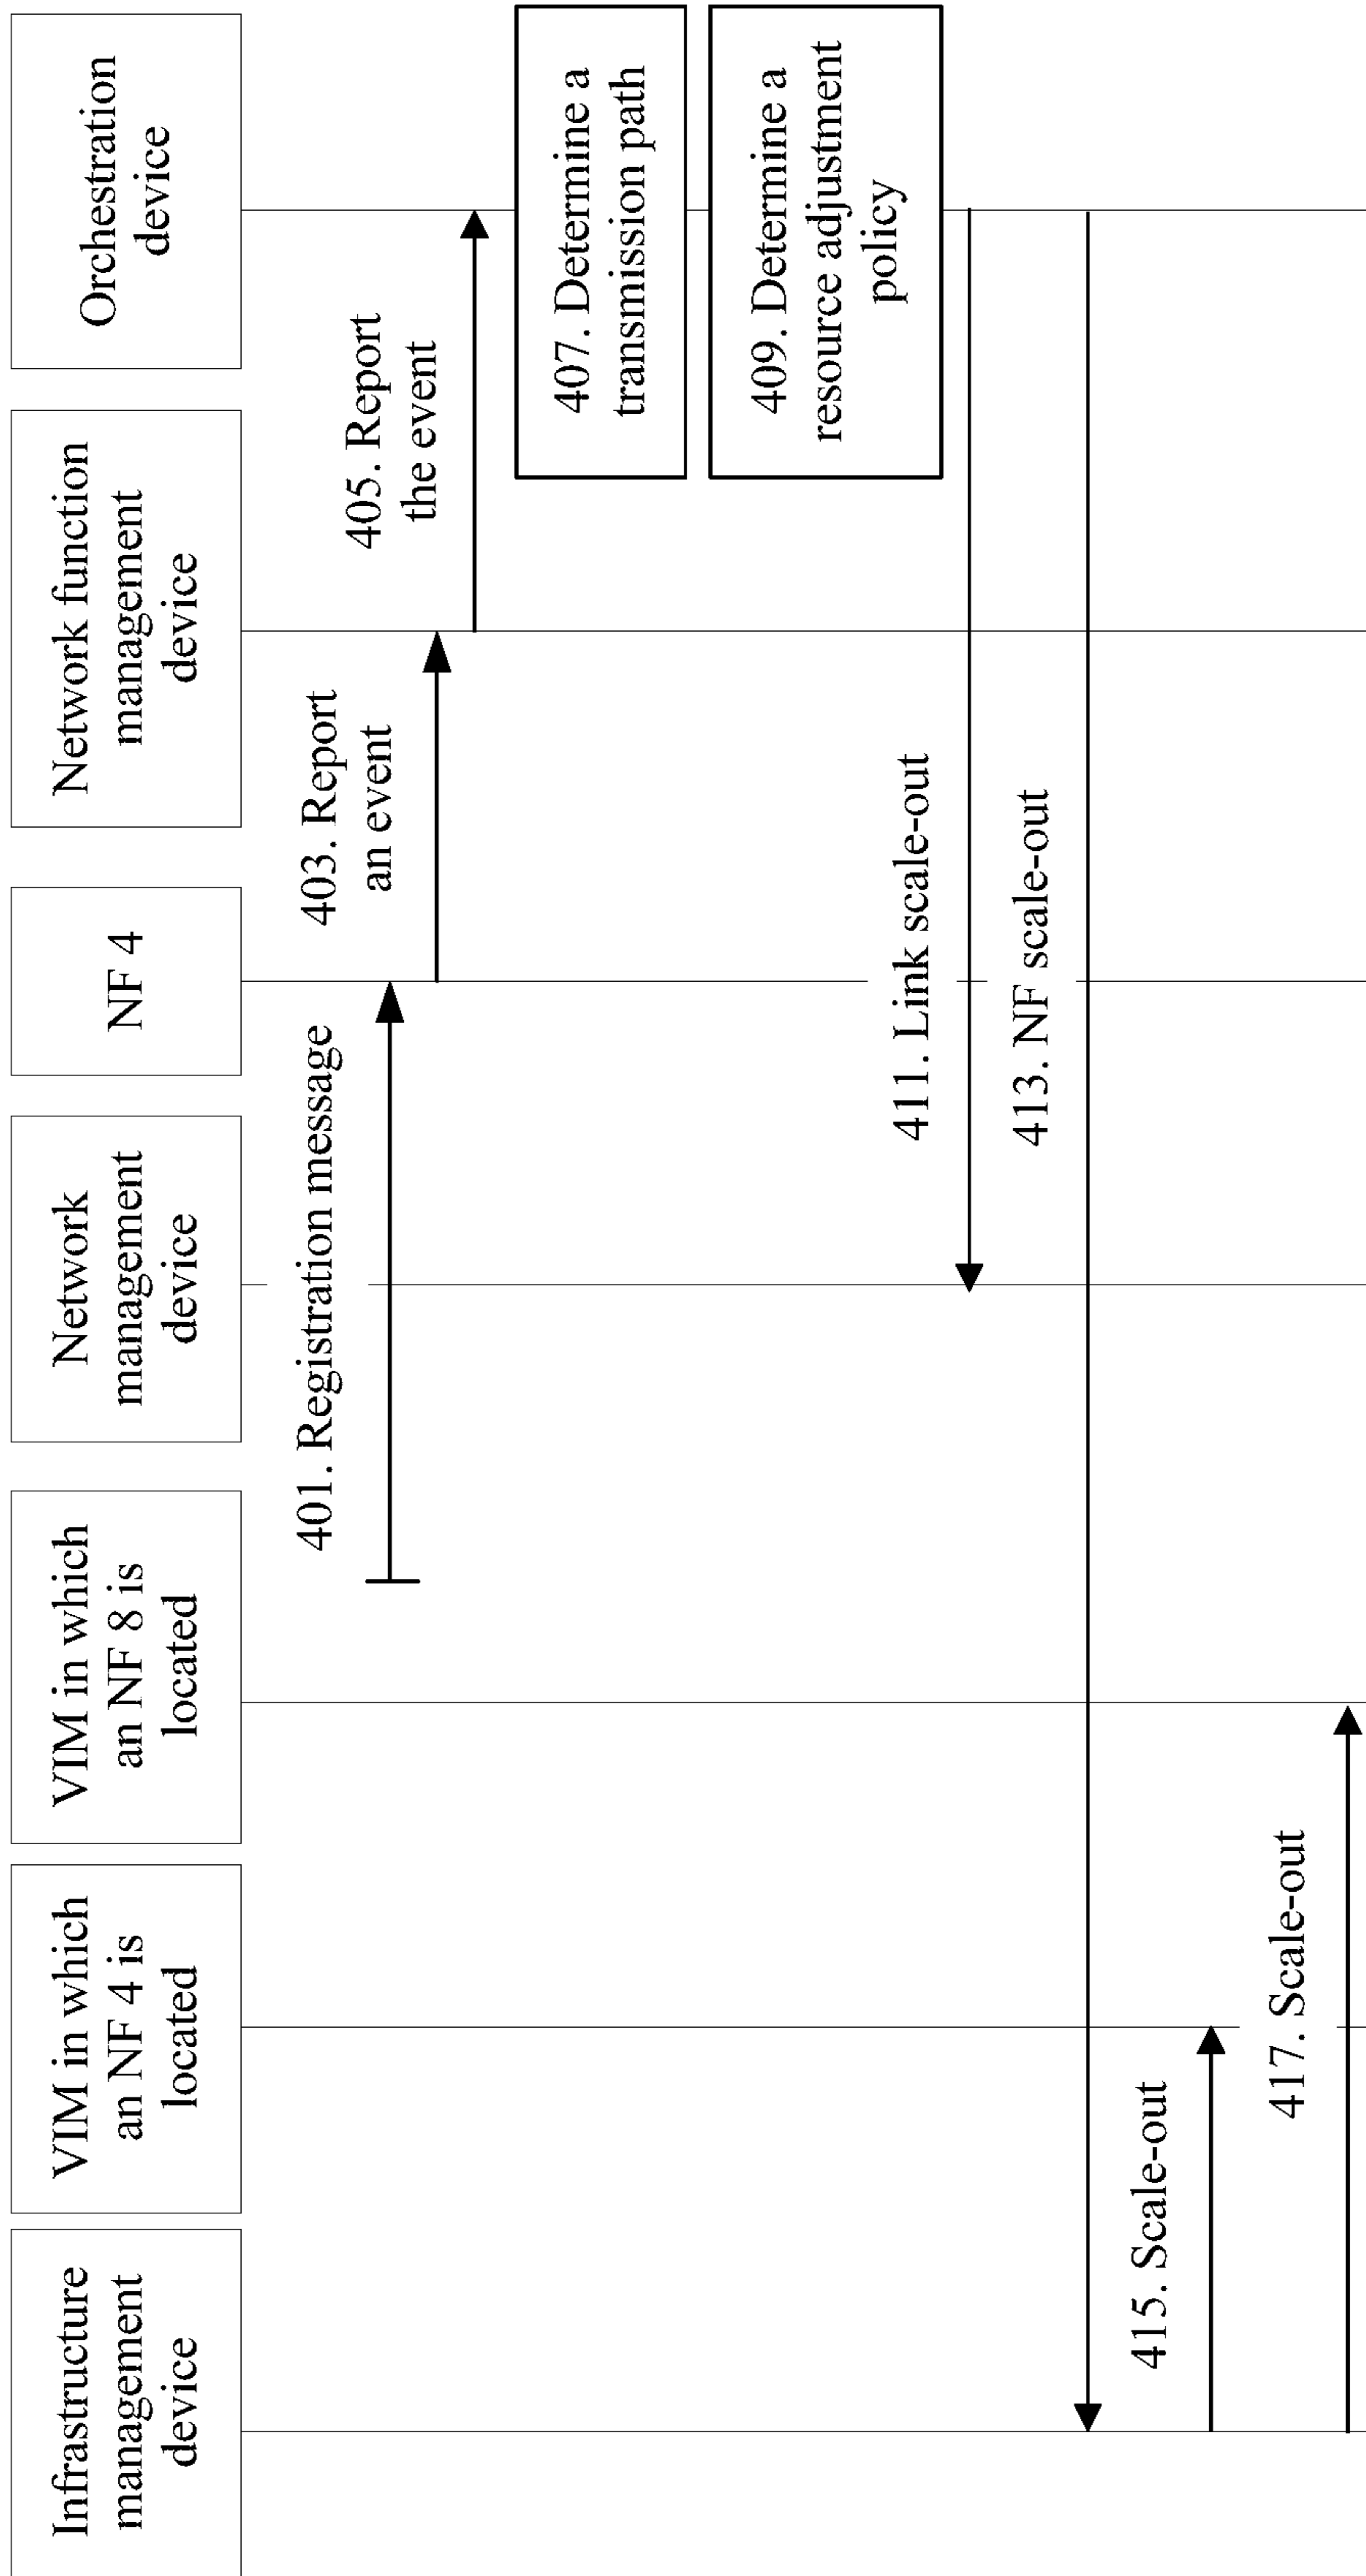 Infrastructure
management
device
VIM in which
an NF 4 is
located
VIM in which
an NF 8 is
located
Network
management
device
NF 4
Network function
management
device
Orchestration
device
401. Registration message
403. Report
an event
405. Report
the event
407. Determine a
transmission path
409. Determine a
resource adjustment
policy
411. Link scale-out
413. NF scale-out
415. Scale-out
417. Scale-out